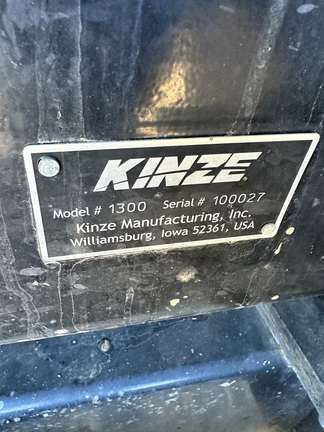 KINZE
Model # 1300 Serial # 100027
Kinze Manufacturing, Inc.
Williamsburg, Iowa 52361, USA